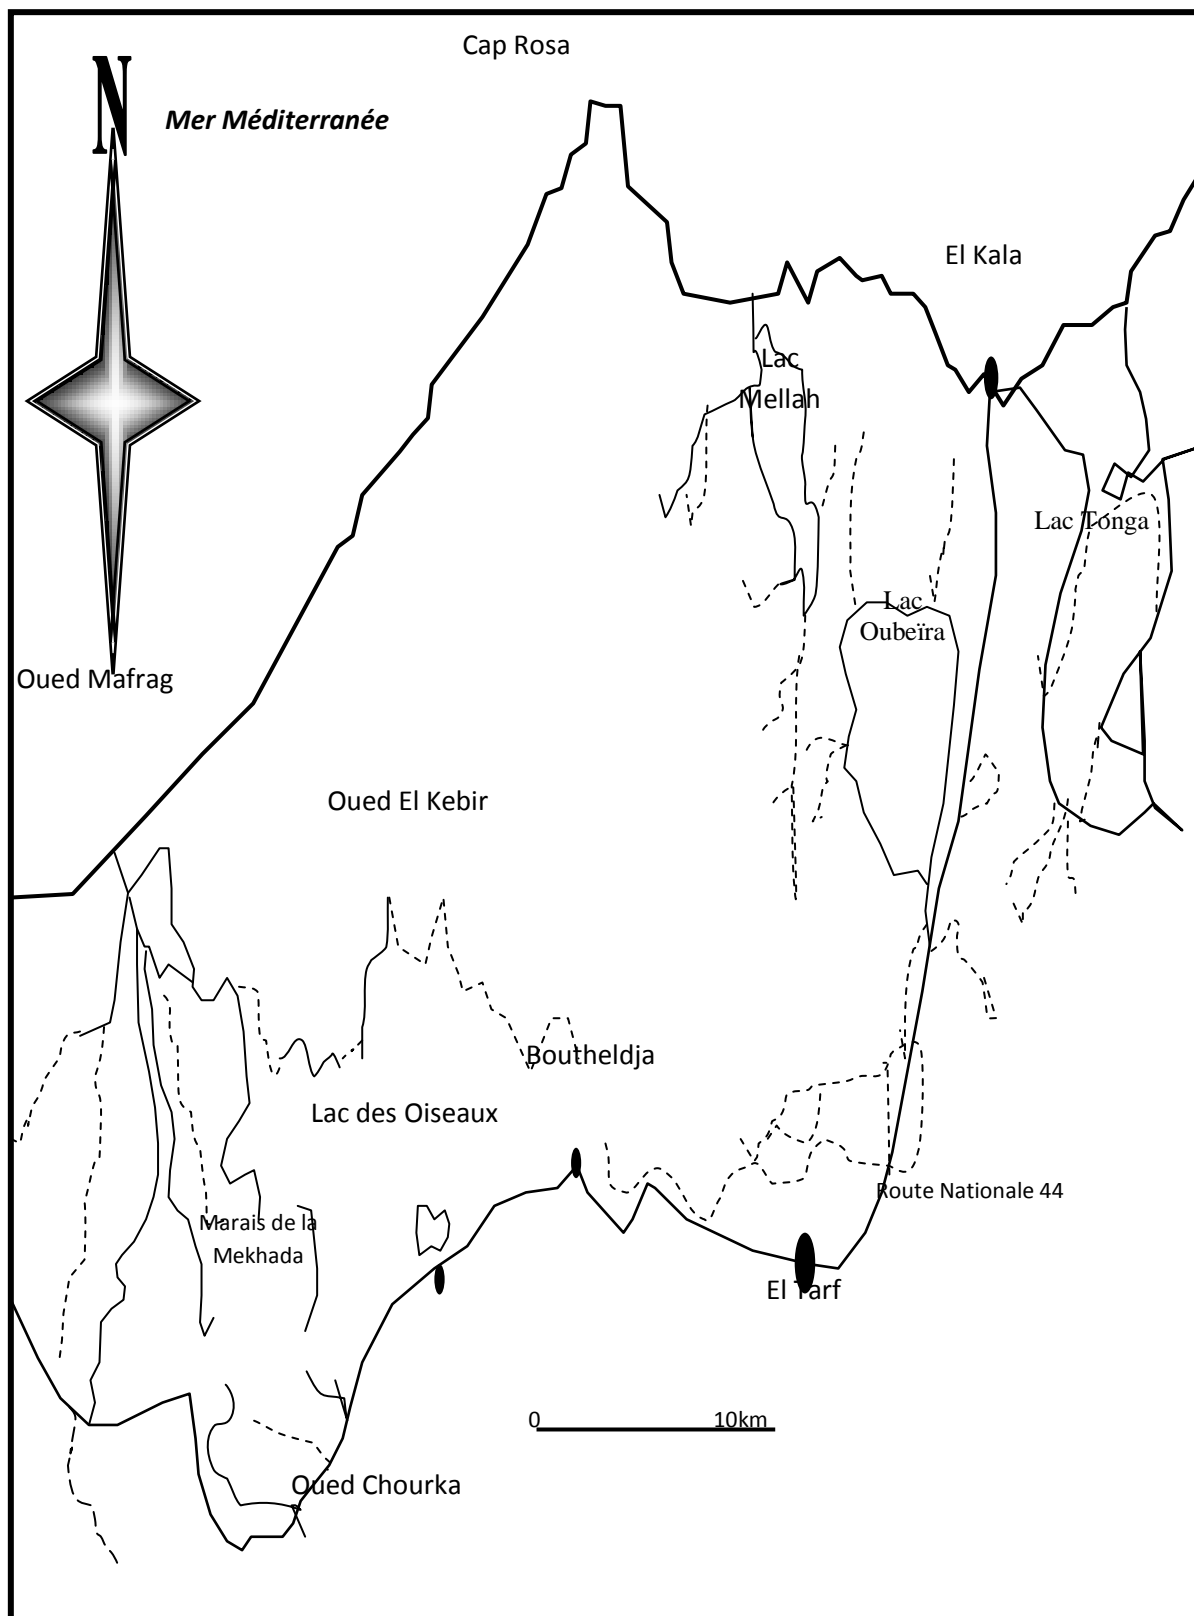 Cap Rosa
N
Mer Méditerranée
El Kala
Lac
Mellah
Lac Tonga
Lac
Oubeïra
Oued Mafrag
Oued El Kebir
Boutheldja
Lac des Oiseaux
Route Nationale 44
Marais de la
Mekhada
El Tarf
0 10km
Oued Chourka